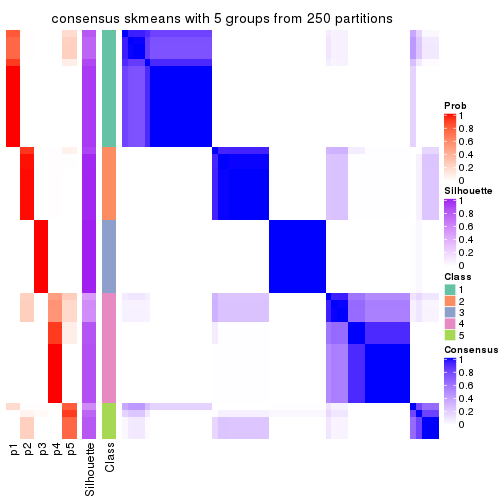 consensus skmeans with 5 groups from 250 partitions
Prob
1
0.8
0.6
0.4
0.2
0
Silhouette
1
0.8
0.6
0.4
0.2
0
Class
1
2
3
4
5
Consensus
1
0.8
0.6
0.4
0.2
0
p1
p2
p3
p4
p5
Silhouette
Class